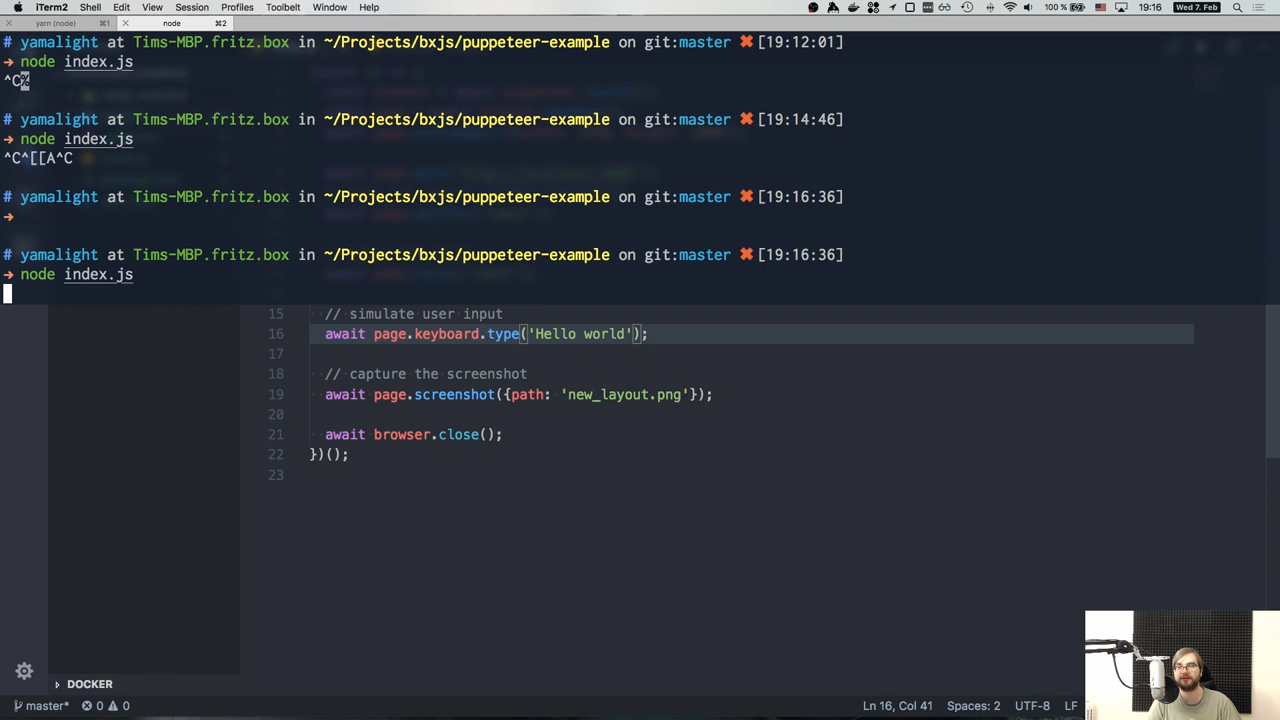 iTerm2 Shell Edit View Session Profiles Toolbelt Window Help 100 % 19:16 Wed 7. Feb
yarn (node) ⌘1 node ⌘2
# yamalight at Tims-MBP.fritz.box in ~/Projects/bxjs/puppeteer-example on git:master ✖ [19:12:01]
➜ node index.js
^C%
# yamalight at Tims-MBP.fritz.box in ~/Projects/bxjs/puppeteer-example on git:master ✖ [19:14:46]
➜ node index.js
^C^[[A^C
# yamalight at Tims-MBP.fritz.box in ~/Projects/bxjs/puppeteer-example on git:master ✖ [19:16:36]
➜
# yamalight at Tims-MBP.fritz.box in ~/Projects/bxjs/puppeteer-example on git:master ✖ [19:16:36]
➜ node index.js
15 // simulate user input
16 await page.keyboard.type('Hello world');
17
18 // capture the screenshot
19 await page.screenshot({path: 'new_layout.png'});
20
21 await browser.close();
22 })();
23
DOCKER
master* 0 0 Ln 16, Col 41 Spaces: 2 UTF-8 LF